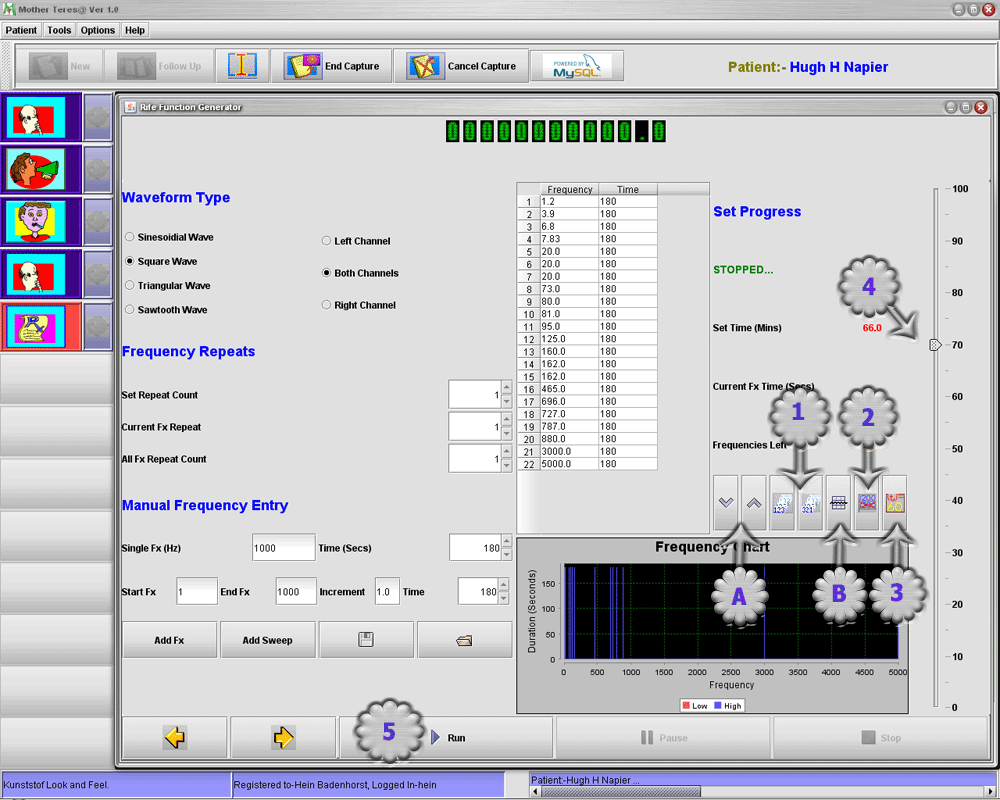 Mother Teres@ Ver 1.0
Patient Tools Options Help
New Follow Up End Capture Cancel Capture POWERED BY MySQL Patient:- Hugh H Napier
Rife Function Generator
0 0 0 0 0 0 0 0 0 0 0 . 0
Waveform Type
Sinesoidial Wave
Square Wave
Triangular Wave
Sawtooth Wave
Left Channel
Both Channels
Right Channel
Frequency Repeats
Set Repeat Count 1
Current Fx Repeat 1
All Fx Repeat Count 1
Manual Frequency Entry
Single Fx (Hz) 1000 Time (Secs) 180
Start Fx 1 End Fx 1000 Increment 1.0 Time 180
Add Fx Add Sweep
Frequency Time
1 1.2 180
2 3.9 180
3 6.8 180
4 7.83 180
5 20.0 180
6 20.0 180
7 20.0 180
8 73.0 180
9 80.0 180
10 81.0 180
11 95.0 180
12 125.0 180
13 160.0 180
14 162.0 180
15 162.0 180
16 465.0 180
17 696.0 180
18 727.0 180
19 787.0 180
20 880.0 180
21 3000.0 180
22 5000.0 180
Set Progress
STOPPED...
Set Time (Mins) 66.0
Current Fx Time (Secs)
Frequencies Left
123 321
1
2
3
4
A
B
100
90
80
70
60
50
40
30
20
10
0
Frequency Chart
Duration (Seconds)
150
100
50
0
0 500 1000 1500 2000 2500 3000 3500 4000 4500 5000
Frequency
Low High
5
Run Pause Stop
Kunststof Look and Feel. Registered to-Hein Badenhorst, Logged In-hein Patient:-Hugh H Napier ...